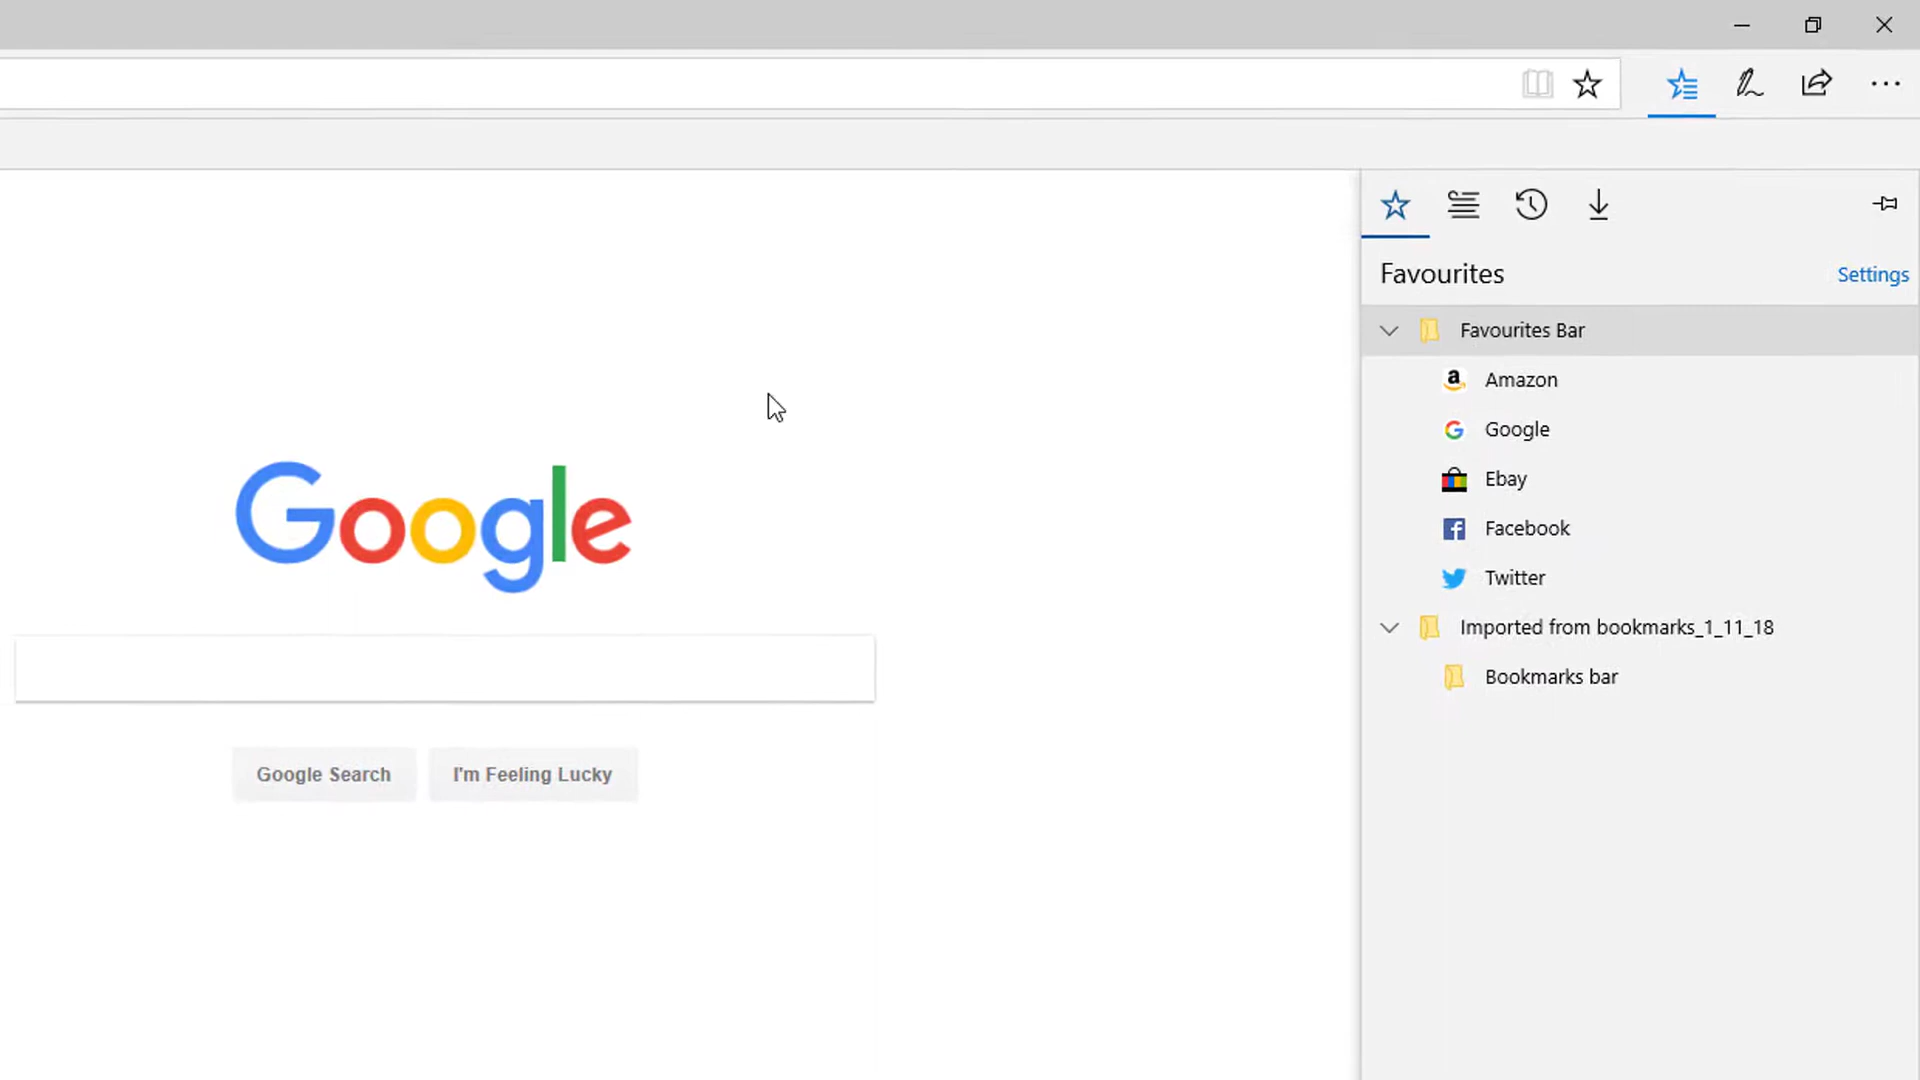 Favourites
Settings
Favourites Bar
Amazon
Google
Ebay
Facebook
Twitter
Imported from bookmarks_1_11_18
Bookmarks bar
Google
Google Search
I'm Feeling Lucky